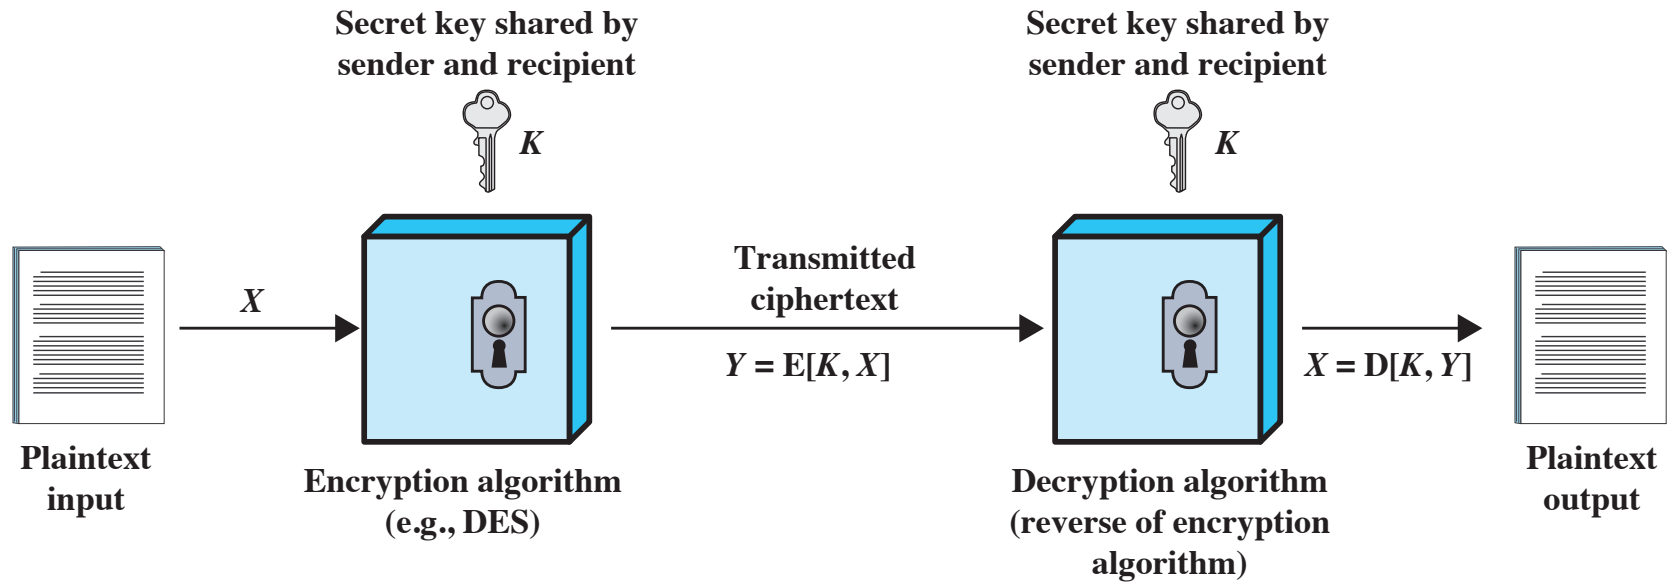 Secret key shared by
sender and recipient
K
Secret key shared by
sender and recipient
K
X
Transmitted
ciphertext
Y = E[K, X]
X = D[K, Y]
Plaintext
input
Encryption algorithm
(e.g., DES)
Decryption algorithm
(reverse of encryption
algorithm)
Plaintext
output